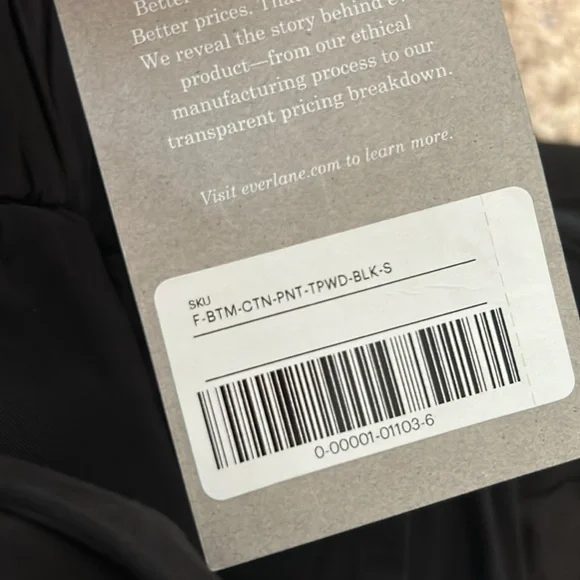 Better
Better prices.
We reveal the story behind
product—from our ethical
manufacturing process to our
transparent pricing breakdown.
Visit everlane.com to learn more.
SKU
F-BTM-CTN-PNT-TPWD-BLK-S
0-00001-01103-6